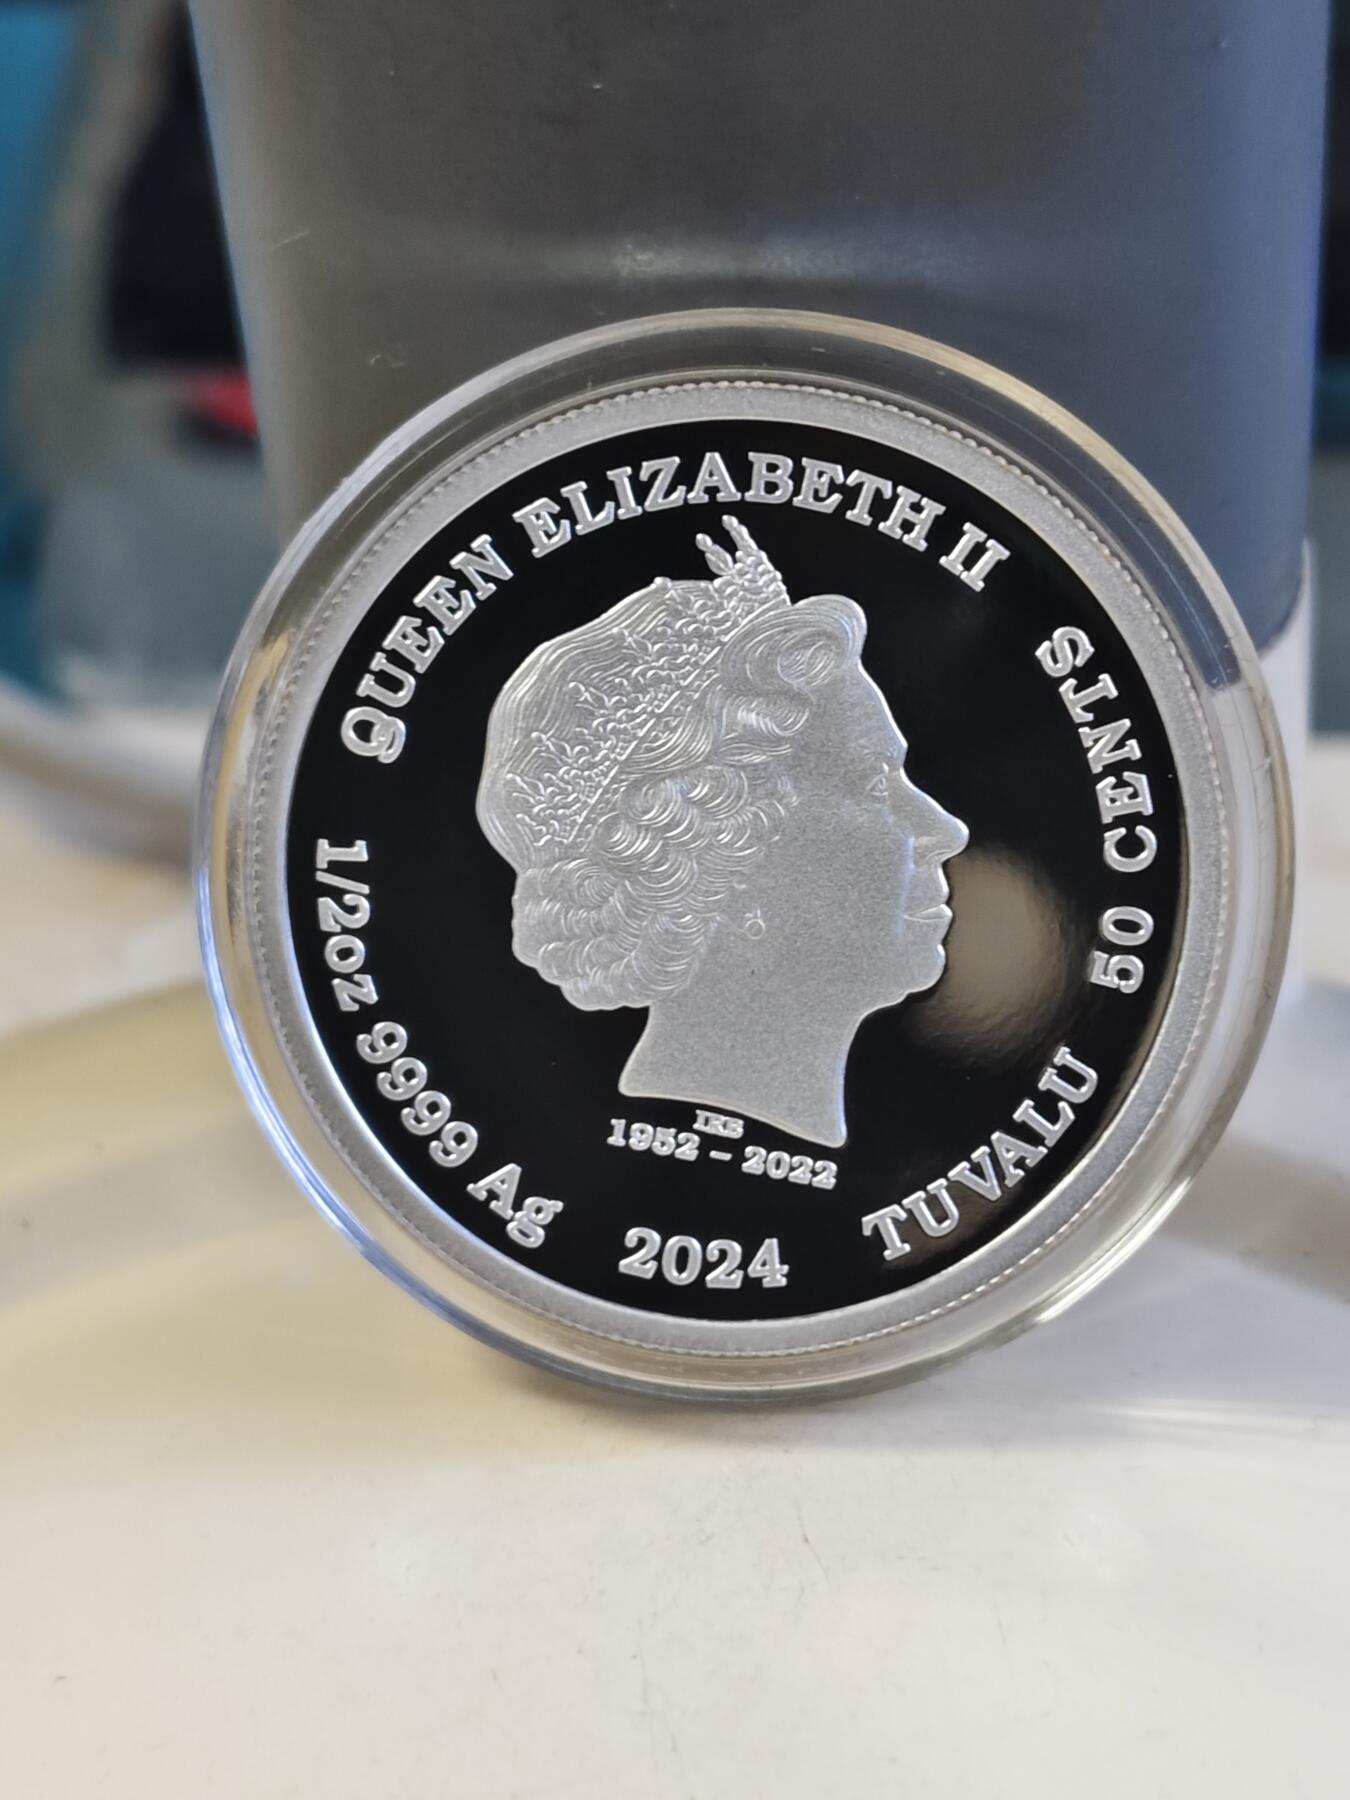 QUEEN ELIZABETH II
50 CENTS
TUVALU
2024
1/2oz 9999 Ag
IRB
1952 – 2022